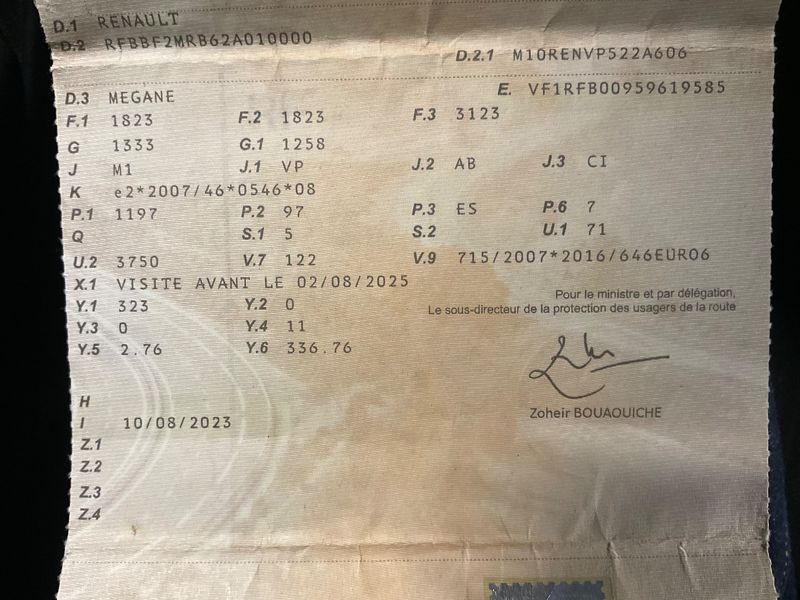 D.1 RENAULT
D.2 RFBBF2MRB62A010000
D.2.1 M10RENVP522A606
D.3 MEGANE E. VF1RFB00959619585
F.1 1823 F.2 1823 F.3 3123
G 1333 G.1 1258
J M1 J.1 VP J.2 AB J.3 CI
K e2*2007/46*0546*08
P.1 1197 P.2 97 P.3 ES P.6 7
Q S.1 5 S.2 U.1 71
U.2 3750 V.7 122 V.9 715/2007*2016/646EURO6
X.1 VISITE AVANT LE 02/08/2025
Y.1 323 Y.2 0
Y.3 0 Y.4 11
Y.5 2.76 Y.6 336.76
Pour le ministre et par délégation,
Le sous-directeur de la protection des usagers de la route
Zoheir BOUAOUICHE
H
I 10/08/2023
Z.1
Z.2
Z.3
Z.4